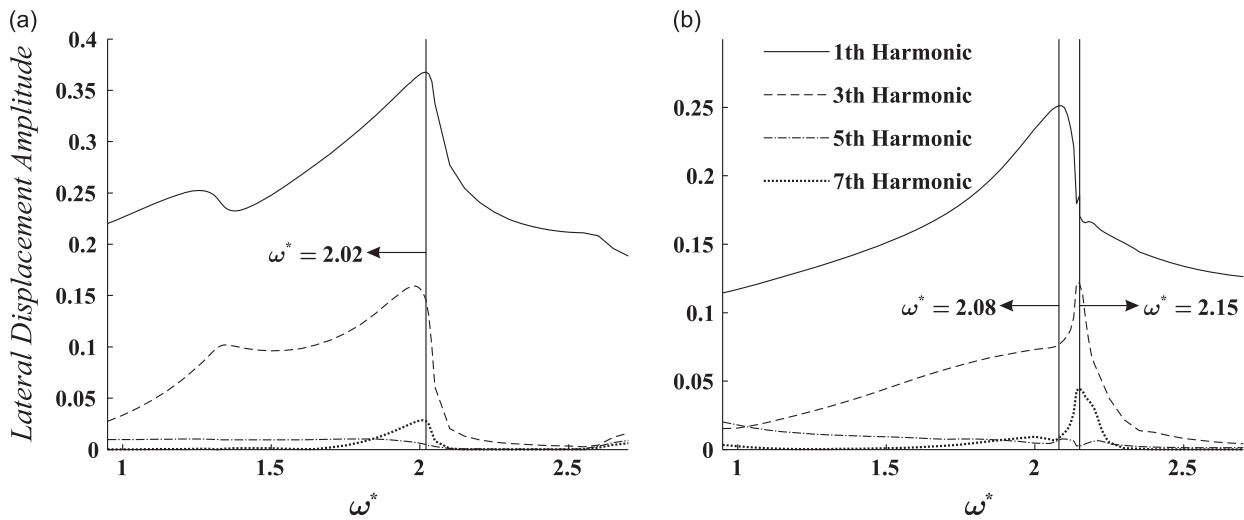 (a)
Lateral Displacement Amplitude
0.4
0.35
0.3
0.25
0.2
0.15
0.1
0.05
0
ω* = 2.02
1
1.5
2
2.5
ω*
(b)
1th Harmonic
3th Harmonic
5th Harmonic
7th Harmonic
0.25
0.2
0.15
0.1
0.05
0
ω* = 2.08
ω* = 2.15
1
1.5
2
2.5
ω*